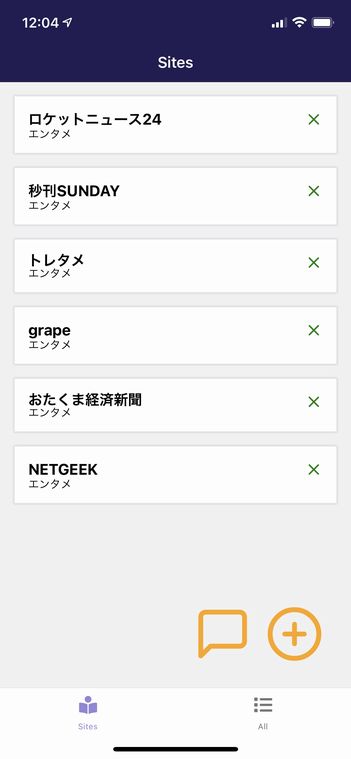 12:04
Sites
ロケットニュース24
エンタメ
秒刊SUNDAY
エンタメ
トレタメ
エンタメ
grape
エンタメ
おたくま経済新聞
エンタメ
NETGEEK
エンタメ
Sites
All